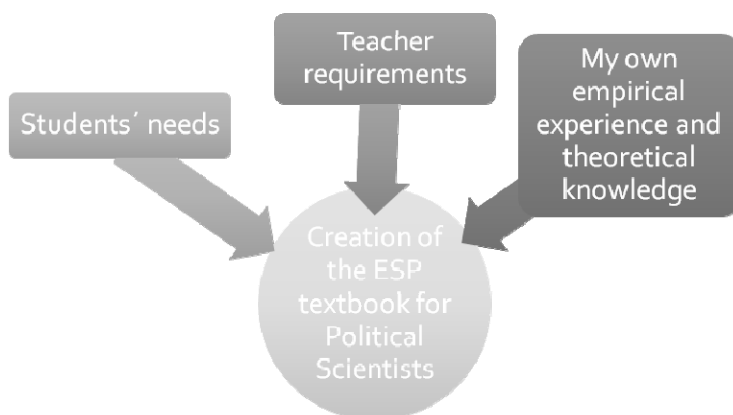 Students´ needs
Teacher
requirements
My own
empirical
experience and
theoretical
knowledge
Creation of
the ESP
textbook for
Political
Scientists